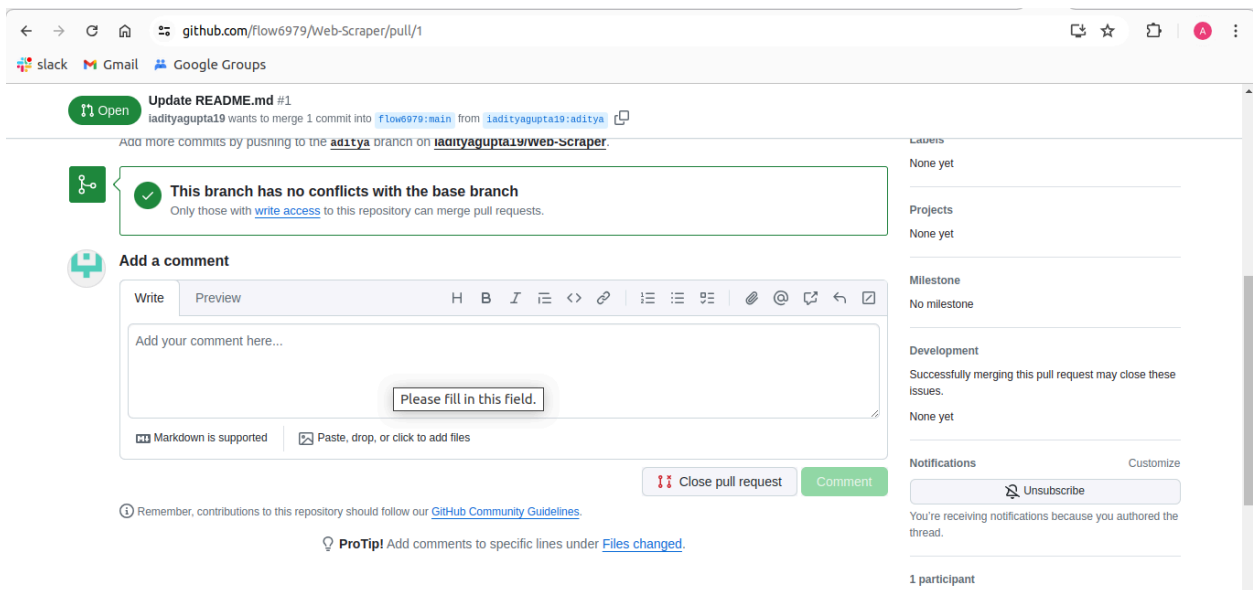 github.com/flow6979/Web-Scraper/pull/1
A
slack Gmail Google Groups
Open
Update README.md #1
iadityagupta19 wants to merge 1 commit into flow6979:main from iadityagupta19:aditya
Add more commits by pushing to the aditya branch on iadityagupta19/Web-Scraper.
This branch has no conflicts with the base branch
Only those with write access to this repository can merge pull requests.
Add a comment
Write Preview
Add your comment here...
Please fill in this field.
Markdown is supported
Paste, drop, or click to add files
Close pull request
Comment
Remember, contributions to this repository should follow our GitHub Community Guidelines.
ProTip! Add comments to specific lines under Files changed.
Labels
None yet
Projects
None yet
Milestone
No milestone
Development
Successfully merging this pull request may close these
issues.
None yet
Notifications Customize
Unsubscribe
You're receiving notifications because you authored the
thread.
1 participant